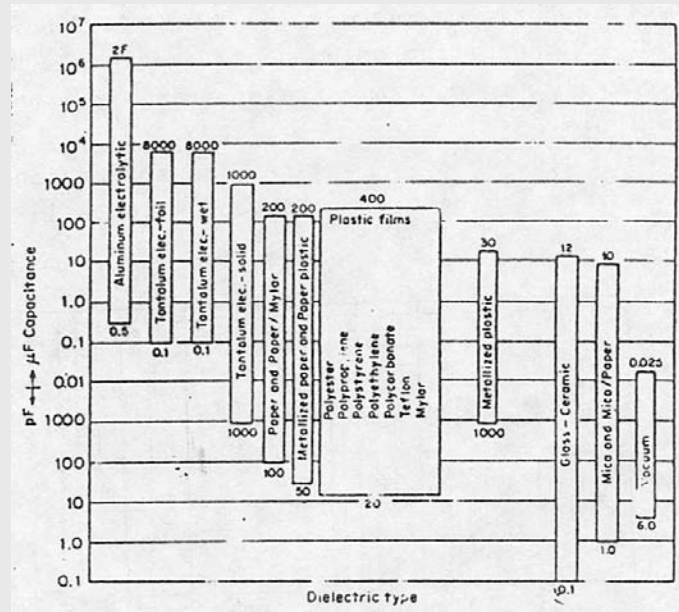 10⁷
10⁶
10⁵
10⁴
1000
100
10
1.0
0.1
0.01
1000
100
10
1.0
0.1
pF ← → μF Capacitance
2F
Aluminum electrolytic
0.5
8000
Tantalum elec.-foil
0.1
8000
Tantalum elec.- wet
0.1
1000
Tantalum elec.-solid
1000
200
Paper and Paper/Mylar
100
200
Metallized paper and Paper plastic
50
400
Plastic films
Polyester
Polystyrene
Polyethylene
Polycarbonate
Teflon
Mylar
20
30
Metallized plastic
1000
12
Glass-Ceramic
0.1
10
Mica and Mica/Paper
1.0
0.025
Vacuum
6.0
Dielectric type